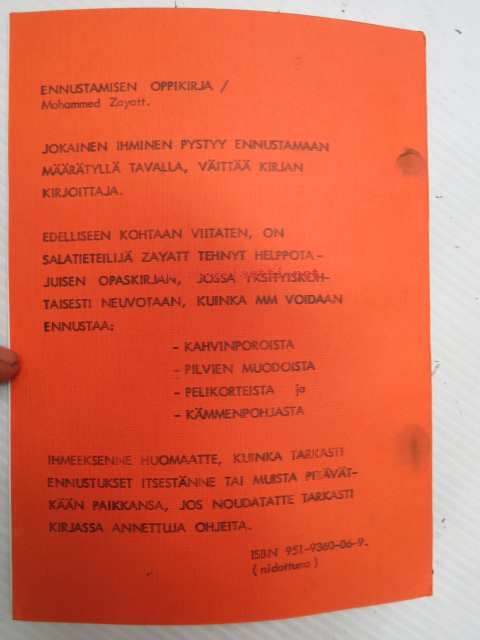 ENNUSTAMISEN OPPIKIRJA /
Mohammed Zayatt.
JOKAINEN IHMINEN PYSTYY ENNUSTAMAAN
MÄÄRÄTYLLÄ TAVALLA, VÄITTÄÄ KIRJAN
KIRJOITTAJA.
EDELLISEEN KOHTAAN VIITATEN, ON
SALATIETEILIJÄ ZAYATT TEHNYT HELPPOTA-
JUISEN OPASKIRJAN, JOSSA YKSITYISKOH-
TAISESTI NEUVOTAAN, KUINKA MM VOIDAAN
ENNUSTAA:
- KAHVINPOROISTA
- PILVIEN MUODOISTA
- PELIKORTEISTA ja
- KÄMMENPOHJASTA
IHMEEKSENNE HUOMAATTE, KUINKA TARKASTI
ENNUSTUKSET ITSESTÄNNE TAI MUISTA PITÄVÄT-
KÄÄN PAIKKANSA, JOS NOUDATATTE TARKASTI
KIRJASSA ANNETTUJA OHJEITA.
ISBN 951-9360-06-9.
(nidottuna)